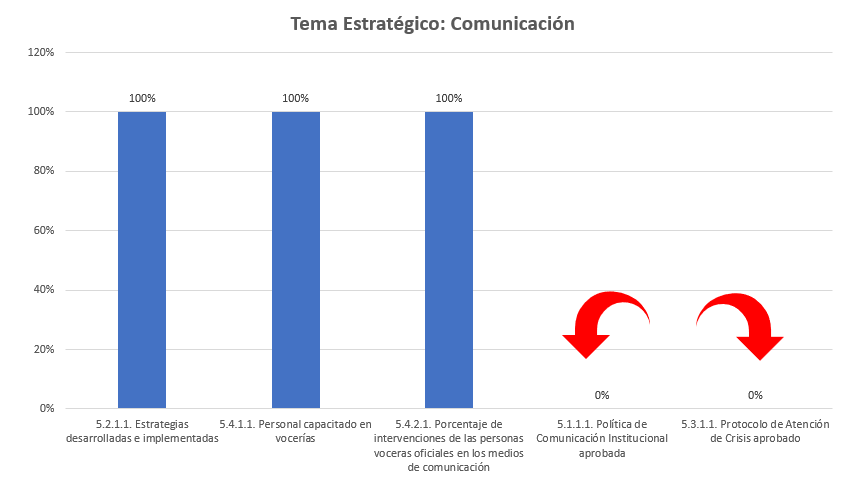 Tema Estratégico: Comunicación
120%
100%
80%
60%
40%
20%
0%
100%
100%
100%
0%
0%
5.2.1.1. Estrategias
desarrolladas e implementadas
5.4.1.1. Personal capacitado en
vocerías
5.4.2.1. Porcentaje de
intervenciones de las personas
voceras oficiales en los medios
de comunicación
5.1.1.1. Política de
Comunicación Institucional
aprobada
5.3.1.1. Protocolo de Atención
de Crisis aprobado